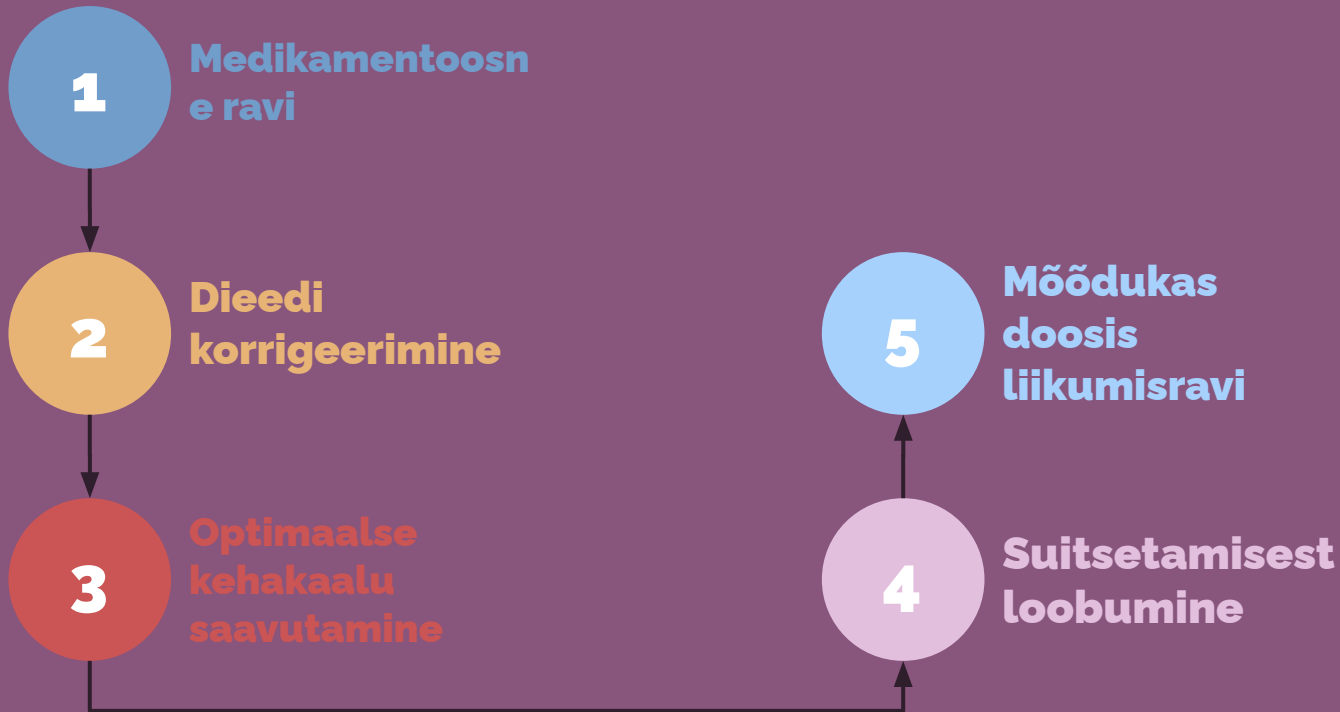 1
Medikamentoosn
e ravi
2
Dieedi
korrigeerimine
3
Optimaalse
kehakaalu
saavutamine
4
Suitsetamisest
loobumine
5
Mõõdukas
doosis
liikumisravi